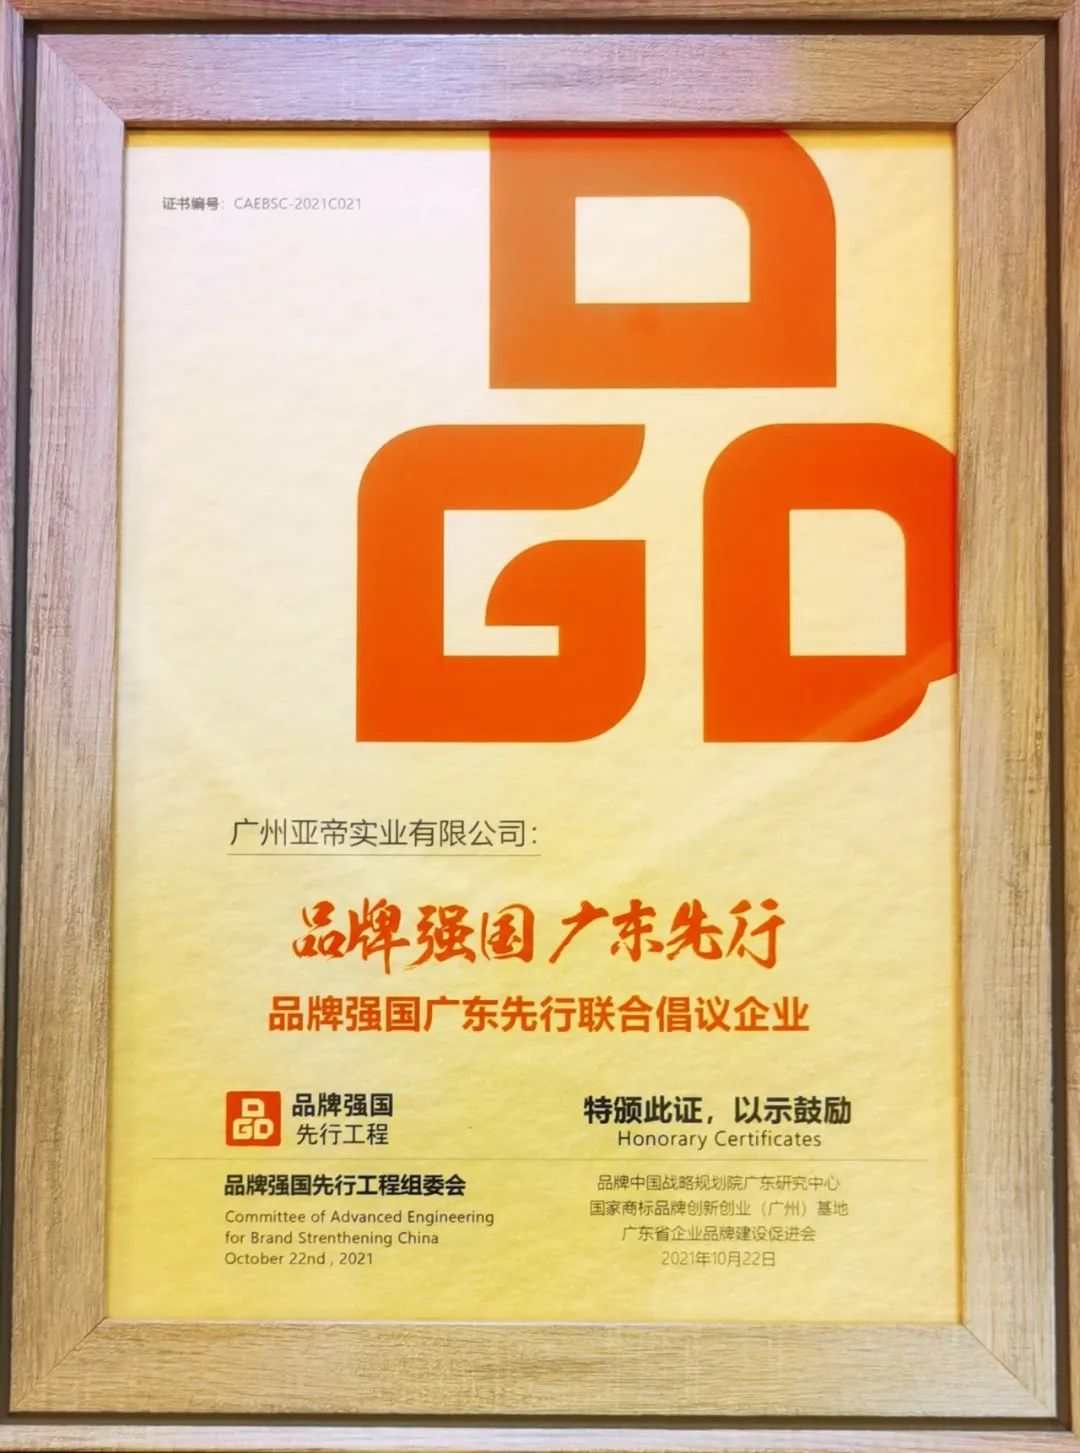 证书编号：CAEBSC-2021C021
广州亚帝实业有限公司：
品牌强国 广东先行
品牌强国广东先行联合倡议企业
品牌强国
先行工程
特颁此证，以示鼓励
Honorary Certificates
品牌强国先行工程组委会
Committee of Advanced Engineering
for Brand Strenthening China
October 22nd , 2021
品牌中国战略规划院广东研究中心
国家商标品牌创新创业（广州）基地
广东省企业品牌建设促进会
2021年10月22日